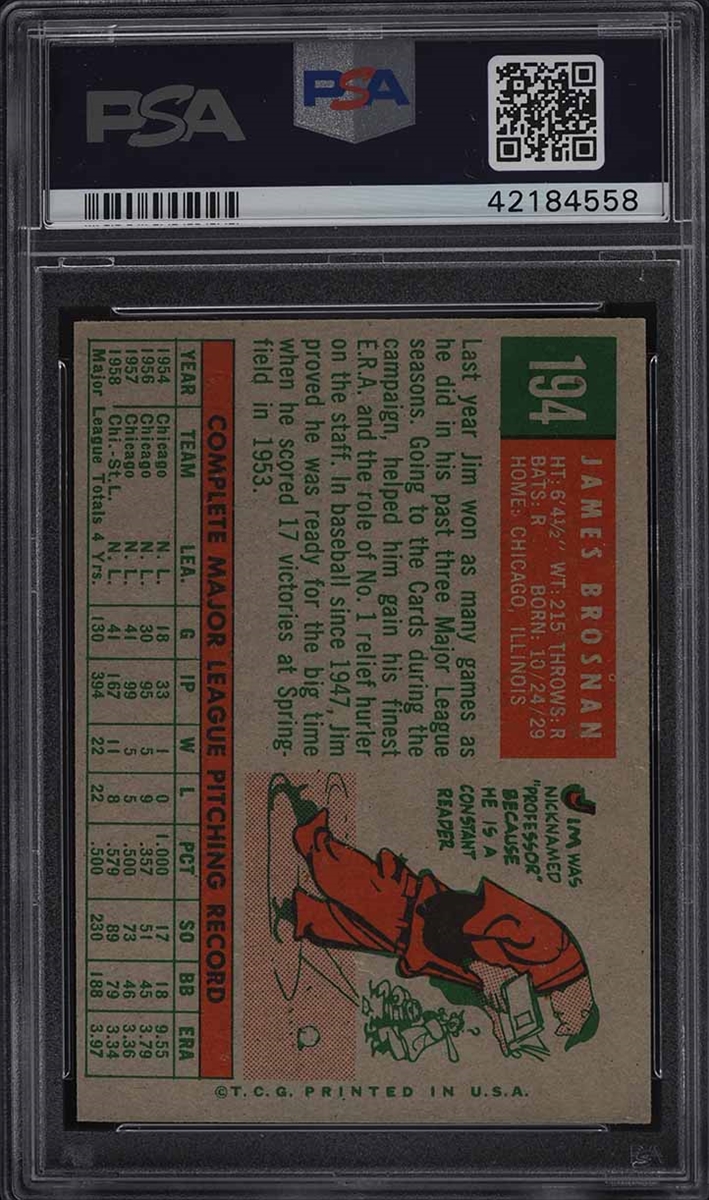 PSA
PSA
42184558
194
JAMES BROSNAN
HT: 6'4½" WT: 215 THROWS: R
BATS: R BORN: 10/24/29
HOME: CHICAGO, ILLINOIS
Last year Jim won as many games as
he did in his past three Major League
seasons. Going to the Cards during the
campaign, helped him gain his finest
E.R.A. and the role of No. 1 relief hurler
on the staff. In baseball since 1947, Jim
proved he was ready for the big time
when he scored 17 victories at Spring-
field in 1953.
JIM WAS
NICKNAMED
"PROFESSOR"
BECAUSE
HE IS A
CONSTANT
READER
?
COMPLETE MAJOR LEAGUE PITCHING RECORD
YEAR TEAM LEA. G IP W L PCT SO BB ERA
1954 Chicago N. L. 18 33 1 0 1.000 17 18 9.55
1956 Chicago N. L. 30 95 5 9 .357 51 45 3.79
1957 Chicago N. L. 41 99 5 5 .500 73 46 3.36
1958 Chi.-St.L. N. L. 41 167 11 8 .579 89 79 3.34
Major League Totals 4 Yrs. 130 394 22 22 .500 230 188 3.97
©T.C.G. PRINTED IN U.S.A.
PSA